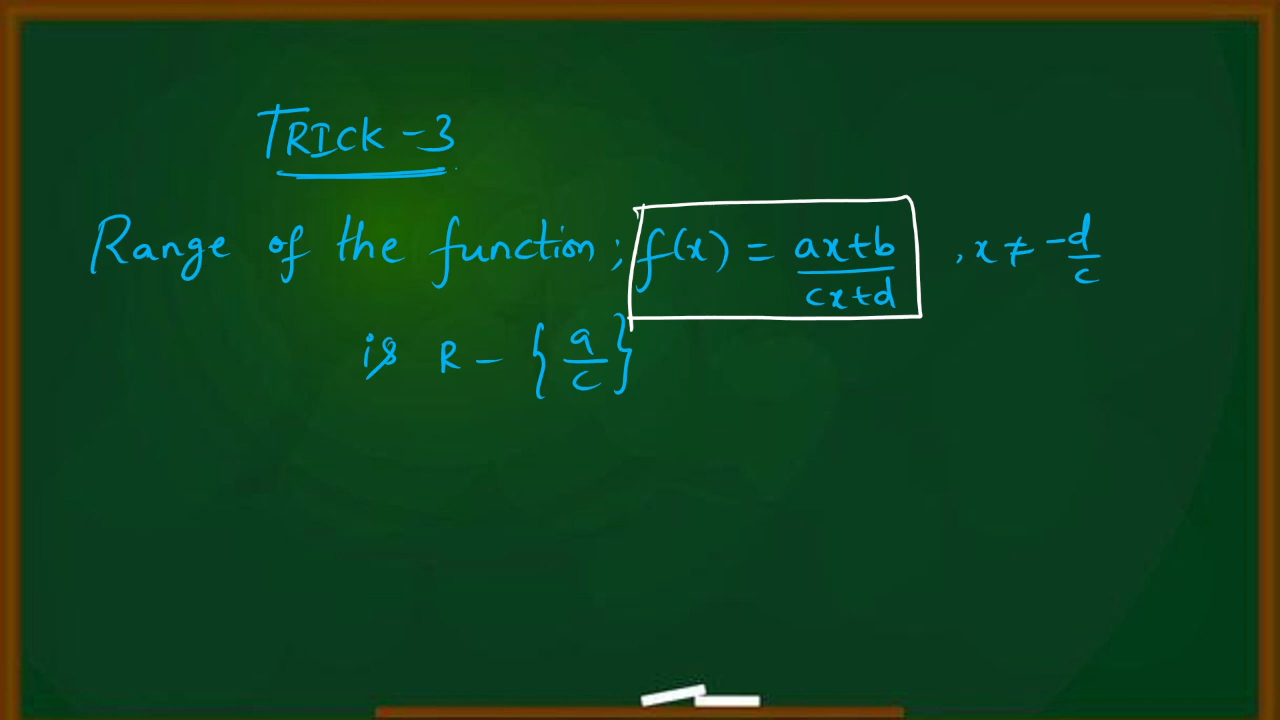 TRICK-3
Range of the function; f(x) = ax+b/cx+d , x ≠ -d/c
is R - {a/c}